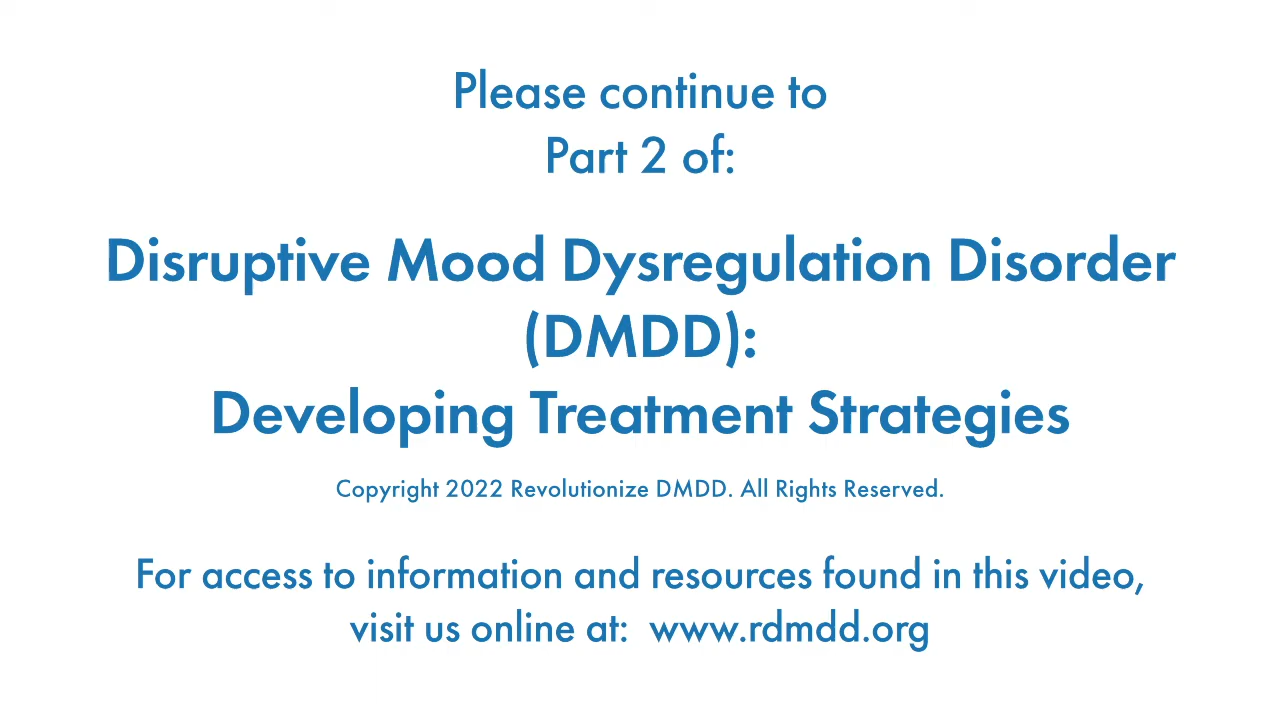 Please continue to
Part 2 of:
Disruptive Mood Dysregulation Disorder
(DMDD):
Developing Treatment Strategies
Copyright 2022 Revolutionize DMDD. All Rights Reserved.
For access to information and resources found in this video,
visit us online at:  www.rdmdd.org